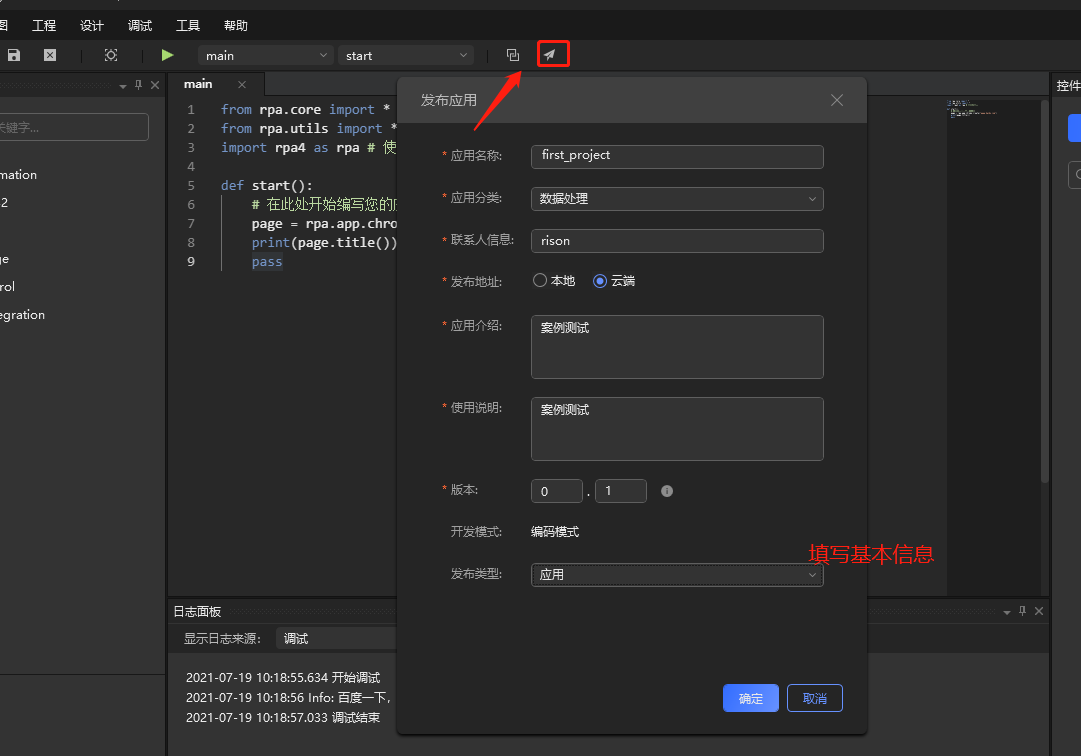 图 工程 设计 调试 工具 帮助
main start
main
控件
发布应用
关键字...
1 from rpa.core import *
2 from rpa.utils import *
3 import rpa4 as rpa # 使
4
5 def start():
6 # 在此处开始编写您的
7 page = rpa.app.chro
8 print(page.title())
9 pass
mation
2
ge
rol
egration
* 应用名称: first_project
* 应用分类: 数据处理
* 联系人信息: rison
* 发布地址: 本地 云端
* 应用介绍: 案例测试
* 使用说明: 案例测试
* 版本: 0 . 1
开发模式: 编码模式
填写基本信息
发布类型: 应用
确定 取消
日志面板
显示日志来源: 调试
2021-07-19 10:18:55.634 开始调试
2021-07-19 10:18:56 Info: 百度一下,
2021-07-19 10:18:57.033 调试结束